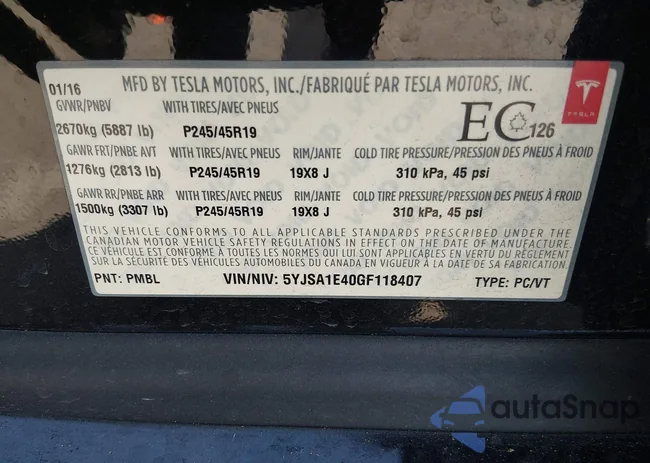 01/16 MFD BY TESLA MOTORS, INC./FABRIQUÉ PAR TESLA MOTORS, INC.
GVWR/PNBV WITH TIRES/AVEC PNEUS
2670kg (5887 lb) P245/45R19 EC 126
TESLA
GAWR FRT/PNBE AVT WITH TIRES/AVEC PNEUS RIM/JANTE COLD TIRE PRESSURE/PRESSION DES PNEUS À FROID
1276kg (2813 lb) P245/45R19 19X8 J 310 kPa, 45 psi
GAWR RR/PNBE ARR WITH TIRES/AVEC PNEUS RIM/JANTE COLD TIRE PRESSURE/PRESSION DES PNEUS À FROID
1500kg (3307 lb) P245/45R19 19X8 J 310 kPa, 45 psi
THIS VEHICLE CONFORMS TO ALL APPLICABLE STANDARDS PRESCRIBED UNDER THE
CANADIAN MOTOR VEHICLE SAFETY REGULATIONS IN EFFECT ON THE DATE OF MANUFACTURE
CE VÉHICULE EST CONFORME À TOUTES LES NORMES QUI LUI SONT APPLICABLES EN VERTU DU RÈGLEMENT
SUR LA SÉCURITÉ DES VÉHICULES AUTOMOBILES DU CANADA EN VIGUEUR À LA DATE DE SA FABRICATION
PNT: PMBL VIN/NIV: 5YJSA1E40GF118407 TYPE: PC/VT
autoSnap